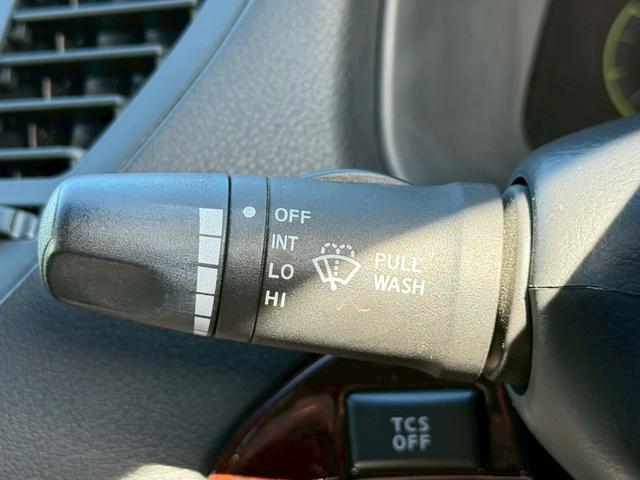 OFF
INT
LO
HI
PULL
WASH
TCS
OFF